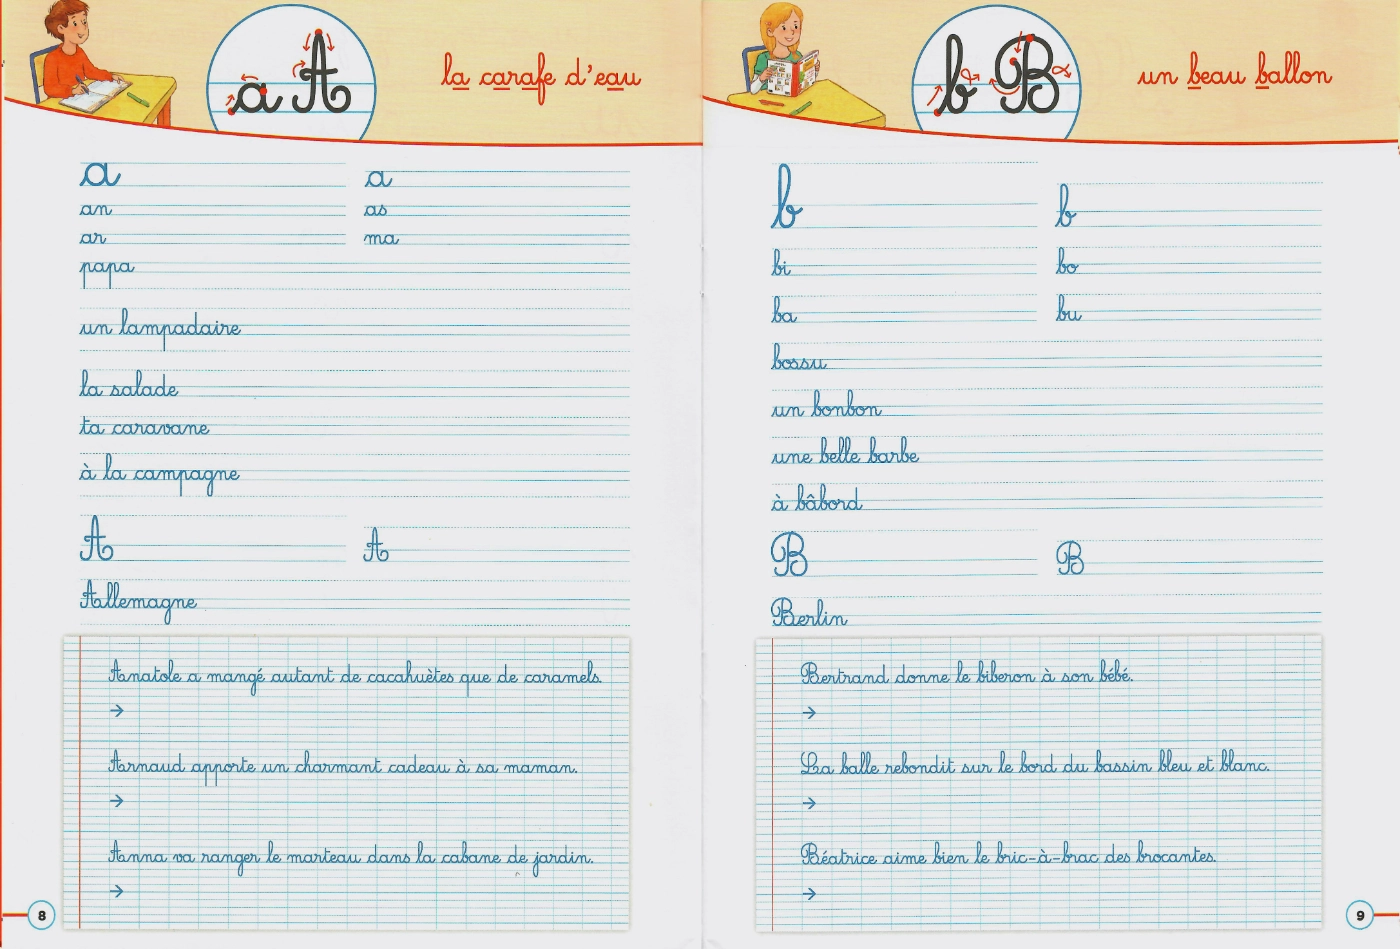 a A
la carafe d'eau
a a
an as
ar ma
papa
un lampadaire
la salade
ta caravane
à la campagne
A A
Allemagne
Anatole a mangé autant de cacahuètes que de caramels.
→
Arnaud apporte un charmant cadeau à sa maman.
→
Anna va ranger le marteau dans la cabane de jardin.
→
8
b B
un beau ballon
b b
bi bo
ba bu
bossu
un bonbon
une belle barbe
à bâbord
B B
Berlin
Bertrand donne le biberon à son bébé.
→
La balle rebondit sur le bord du bassin bleu et blanc.
→
Béatrice aime bien le bric-à-brac des brocantes.
→
9